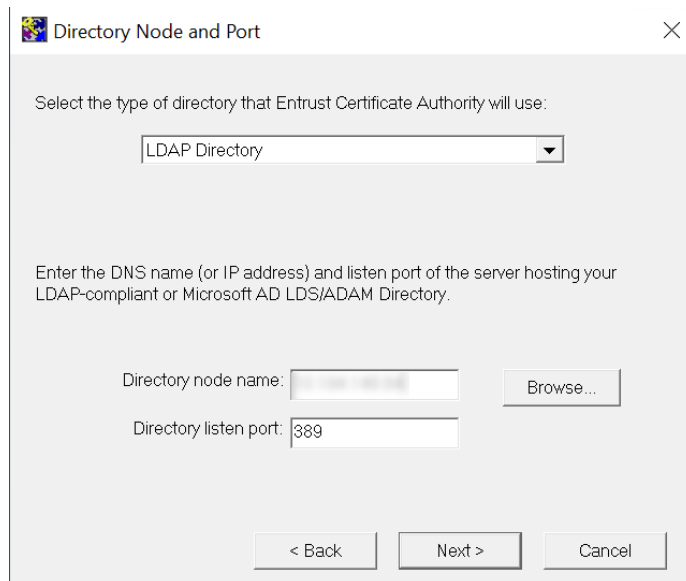 Directory Node and Port
Select the type of directory that Entrust Certificate Authority will use:
LDAP Directory
Enter the DNS name (or IP address) and listen port of the server hosting your
LDAP-compliant or Microsoft AD LDS/ADAM Directory.
Directory node name:
Browse...
Directory listen port: 389
< Back Next > Cancel